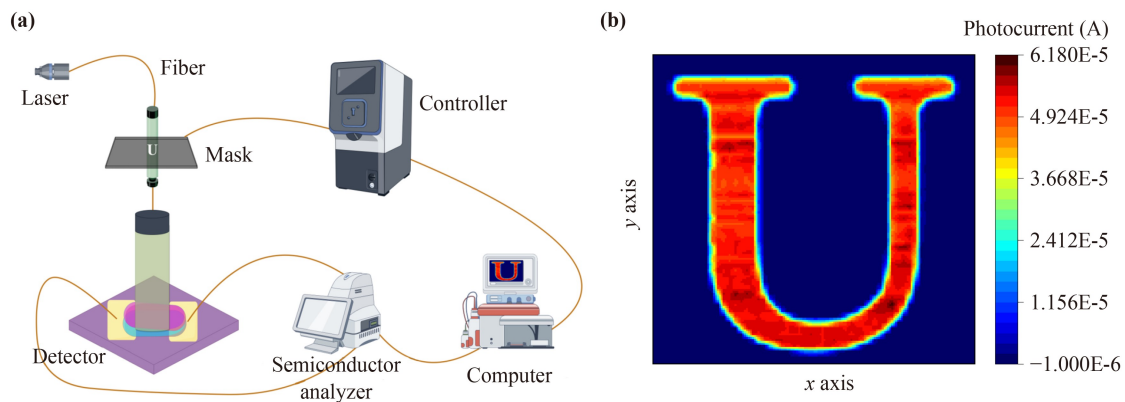 (a)
Laser
Fiber
U
Mask
Controller
Detector
Semiconductor
analyzer
U
Computer
(b)
Photocurrent (A)
U
6.180E-5
4.924E-5
3.668E-5
2.412E-5
1.156E-5
−1.000E-6
y axis
x axis